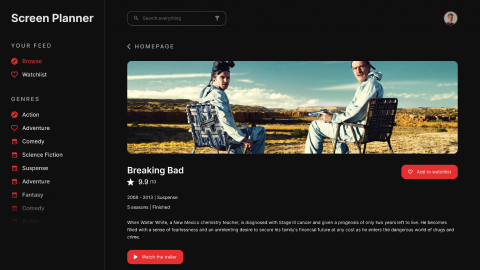 Screen Planner
Search everything
YOUR FEED
Browse
Watchlist
GENRES
Action
Adventure
Comedy
Science Fiction
Suspense
Adventure
Fantasy
Comedy
HOMEPAGE
Breaking Bad
9.9 /10
Add to watchlist
2008 - 2013 | Suspense
5 seasons | Finished
When Walter White, a New Mexico chemistry teacher, is diagnosed with Stage III cancer and given a prognosis of only two years left to live. He becomes
filled with a sense of fearlessness and an unrelenting desire to secure his family's financial future at any cost as he enters the dangerous world of drugs and
crime.
Watch the trailer